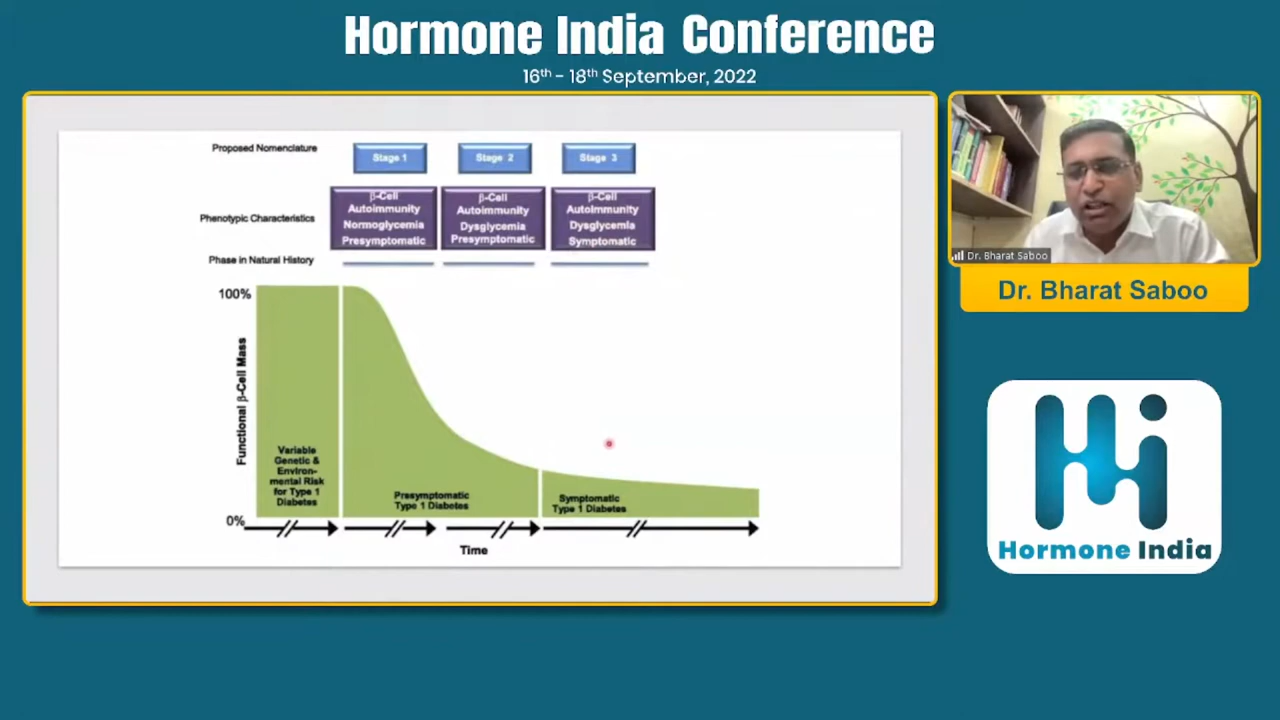 Hormone India Conference
16th - 18th September, 2022
Proposed Nomenclature
Stage 1
Stage 2
Stage 3
Phenotypic Characteristics
β-Cell
Autoimmunity
Normoglycemia
Presymptomatic
β-Cell
Autoimmunity
Dysglycemia
Presymptomatic
β-Cell
Autoimmunity
Dysglycemia
Symptomatic
Phase in Natural History
100%
Functional β-Cell Mass
0%
Variable
Genetic &
Environ-
mental Risk
for Type 1
Diabetes
Presymptomatic
Type 1 Diabetes
Symptomatic
Type 1 Diabetes
Time
Dr. Bharat Saboo
Dr. Bharat Saboo
Hi
Hormone India